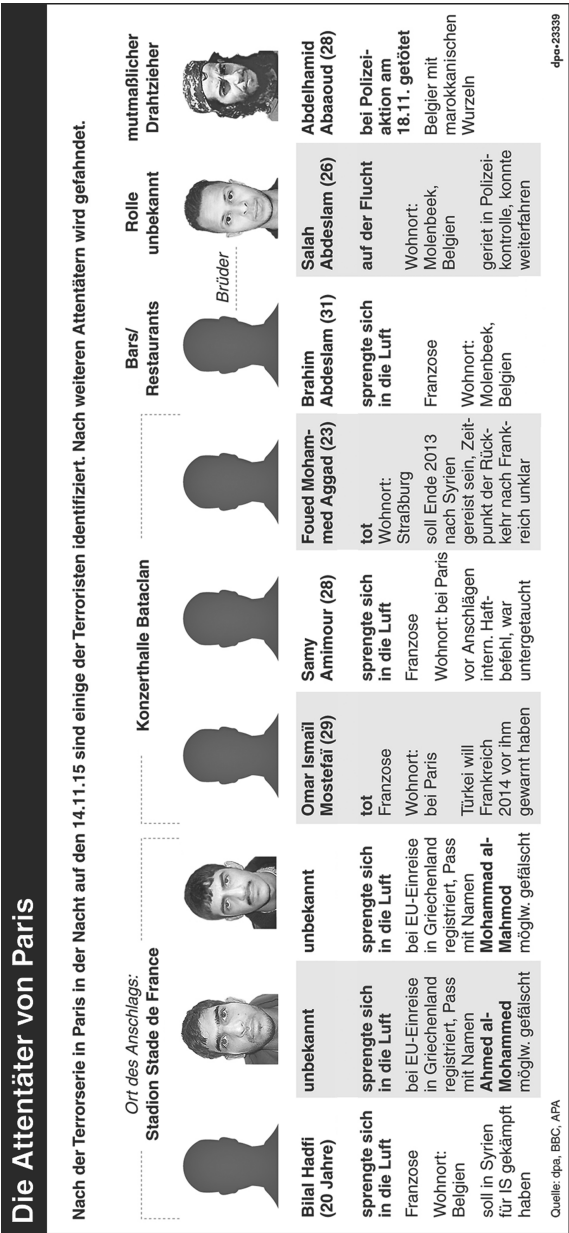 Die Attentäter von Paris
Nach der Terrorserie in Paris in der Nacht auf den 14.11.15 sind einige der Terroristen identifiziert. Nach weiteren Attentätern wird gefahndet.
Ort des Anschlags:
Stadion Stade de France
Bilal Hadfi
(20 Jahre)
sprengte sich
in die Luft
Franzose
Wohnort:
Belgien
soll in Syrien
für IS gekämpft
haben
unbekannt
sprengte sich
in die Luft
bei EU-Einreise
in Griechenland
registriert, Pass
mit Namen
Ahmed al-
Mohammed
möglw. gefälscht
unbekannt
sprengte sich
in die Luft
bei EU-Einreise
in Griechenland
registriert, Pass
mit Namen
Mohammad al-
Mahmod
möglw. gefälscht
Konzerthalle Bataclan
Omar Ismaïl
Mostefaï (29)
tot
Franzose
Wohnort:
bei Paris
Türkei will
Frankreich
2014 vor ihm
gewarnt haben
Samy
Amimour (28)
sprengte sich
in die Luft
Franzose
Wohnort: bei Paris
vor Anschlägen
intern. Haft-
befehl, war
untergetaucht
Foued Moham-
med Aggad (23)
tot
Wohnort:
Straßburg
soll Ende 2013
nach Syrien
gereist sein, Zeit-
punkt der Rück-
kehr nach Frank-
reich unklar
Bars/
Restaurants
Brüder
Brahim
Abdeslam (31)
sprengte sich
in die Luft
Franzose
Wohnort:
Molenbeek,
Belgien
Rolle
unbekannt
Salah
Abdeslam (26)
auf der Flucht
Wohnort:
Molenbeek,
Belgien
geriet in Polizei-
kontrolle, konnte
weiterfahren
mutmaßlicher
Drahtzieher
Abdelhamid
Abaaoud (28)
bei Polizei-
aktion am
18.11. getötet
Belgier mit
marokkanischen
Wurzeln
Quelle: dpa, BBC, APA
dpa•23339